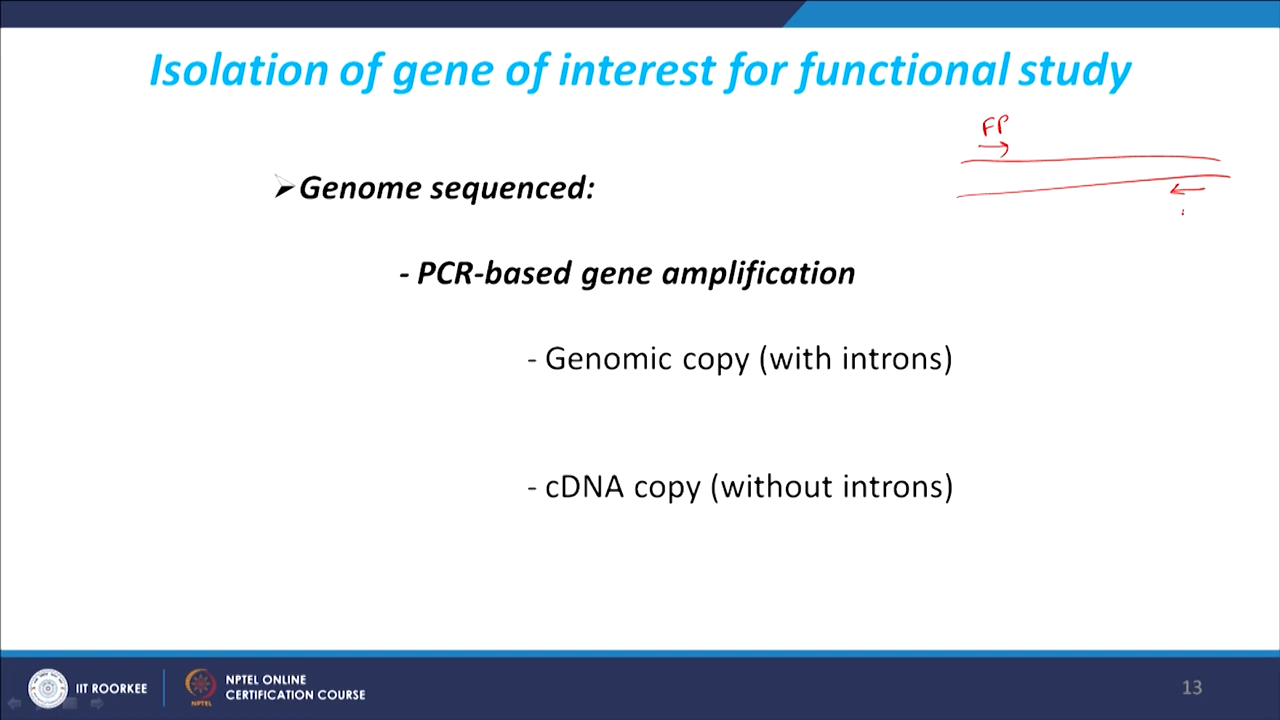 Isolation of gene of interest for functional study
FP
➢Genome sequenced:
- PCR-based gene amplification
- Genomic copy (with introns)
- cDNA copy (without introns)
IIT ROORKEE
NPTEL
NPTEL ONLINE
CERTIFICATION COURSE
13